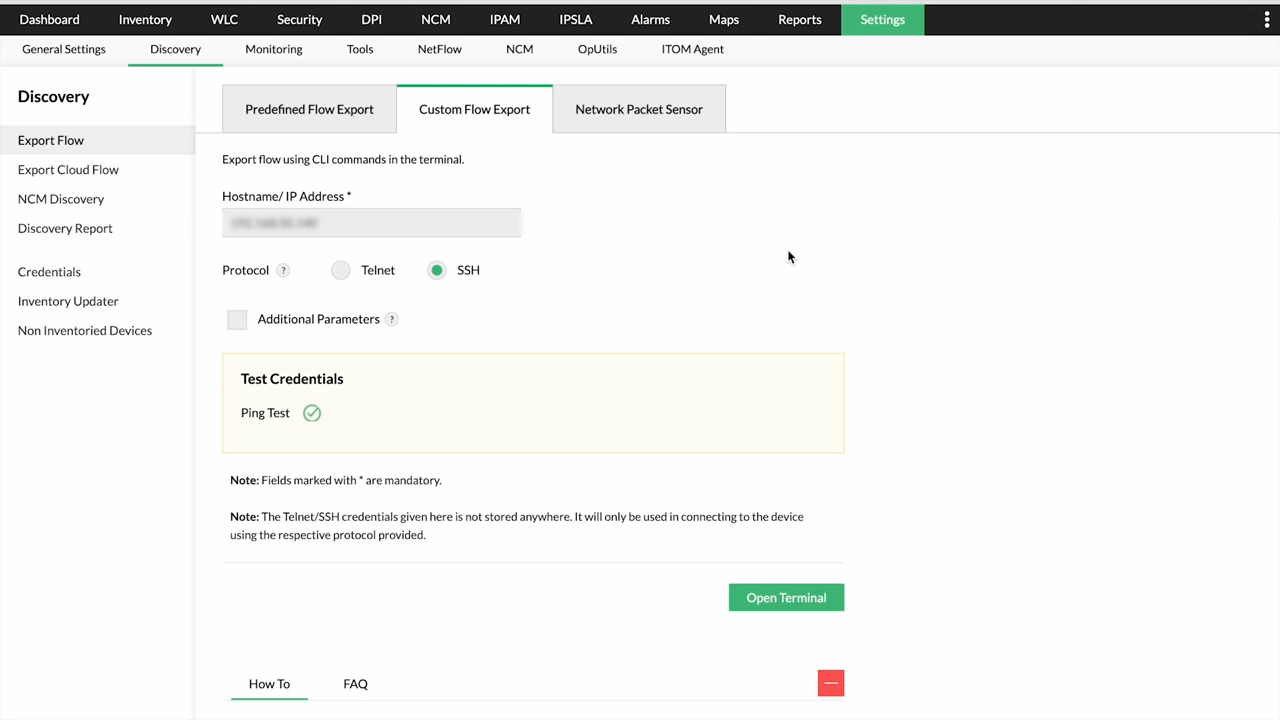 Dashboard Inventory WLC Security DPI NCM IPAM IPSLA Alarms Maps Reports Settings
General Settings Discovery Monitoring Tools NetFlow NCM OpUtils ITOM Agent
Discovery
Export Flow
Export Cloud Flow
NCM Discovery
Discovery Report
Credentials
Inventory Updater
Non Inventoried Devices
Predefined Flow Export Custom Flow Export Network Packet Sensor
Export flow using CLI commands in the terminal.
Hostname/ IP Address *
Protocol ? Telnet SSH
Additional Parameters ?
Test Credentials
Ping Test
Note: Fields marked with * are mandatory.
Note: The Telnet/SSH credentials given here is not stored anywhere. It will only be used in connecting to the device
using the respective protocol provided.
Open Terminal
How To FAQ